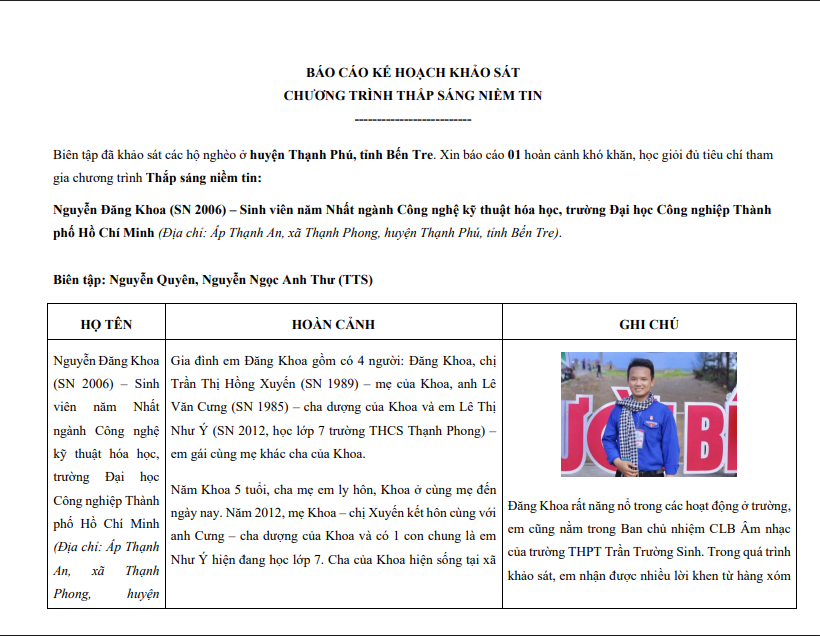 BÁO CÁO KẾ HOẠCH KHẢO SÁT
CHƯƠNG TRÌNH THẮP SÁNG NIỀM TIN
--------------------------
Biên tập đã khảo sát các hộ nghèo ở huyện Thạnh Phú, tỉnh Bến Tre. Xin báo cáo 01 hoàn cảnh khó khăn, học giỏi đủ tiêu chí tham
gia chương trình Thắp sáng niềm tin:
Nguyễn Đăng Khoa (SN 2006) – Sinh viên năm Nhất ngành Công nghệ kỹ thuật hóa học, trường Đại học Công nghiệp Thành
phố Hồ Chí Minh (Địa chỉ: Ấp Thạnh An, xã Thạnh Phong, huyện Thạnh Phú, tỉnh Bến Tre).
Biên tập: Nguyễn Quyên, Nguyễn Ngọc Anh Thư (TTS)
HỌ TÊN
HOÀN CẢNH
GHI CHÚ
Nguyễn Đăng Khoa
(SN 2006) – Sinh
viên năm Nhất
ngành Công nghệ
kỹ thuật hóa học,
trường Đại học
Công nghiệp Thành
phố Hồ Chí Minh
(Địa chỉ: Ấp Thạnh
An, xã Thạnh
Phong, huyện
Gia đình em Đăng Khoa gồm có 4 người: Đăng Khoa, chị
Trần Thị Hồng Xuyến (SN 1989) – mẹ của Khoa, anh Lê
Văn Cưng (SN 1985) – cha dượng của Khoa và em Lê Thị
Như Ý (SN 2012, học lớp 7 trường THCS Thạnh Phong) –
em gái cùng mẹ khác cha của Khoa.
Năm Khoa 5 tuổi, cha mẹ em ly hôn, Khoa ở cùng mẹ đến
ngày nay. Năm 2012, mẹ Khoa – chị Xuyến kết hôn cùng với
anh Cưng – cha dượng của Khoa và có 1 con chung là em
Như Ý hiện đang học lớp 7. Cha của Khoa hiện sống tại xã
Đăng Khoa rất năng nổ trong các hoạt động ở trường,
em cũng nằm trong Ban chủ nhiệm CLB Âm nhạc
của trường THPT Trần Trường Sinh. Trong quá trình
khảo sát, em nhận được nhiều lời khen từ hàng xóm